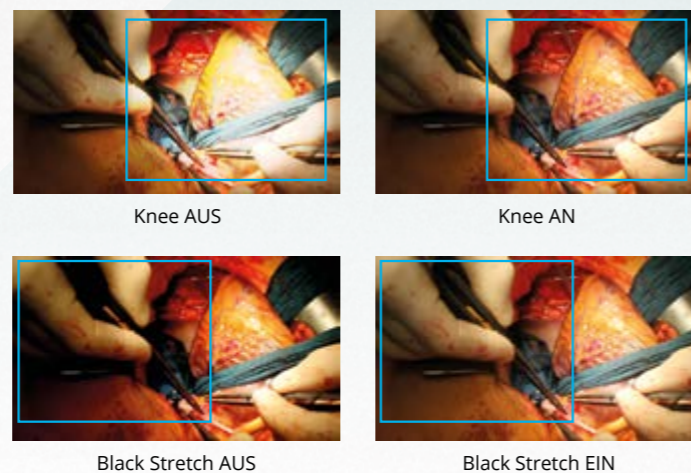 Knee AUS
Knee AN
Black Stretch AUS
Black Stretch EIN